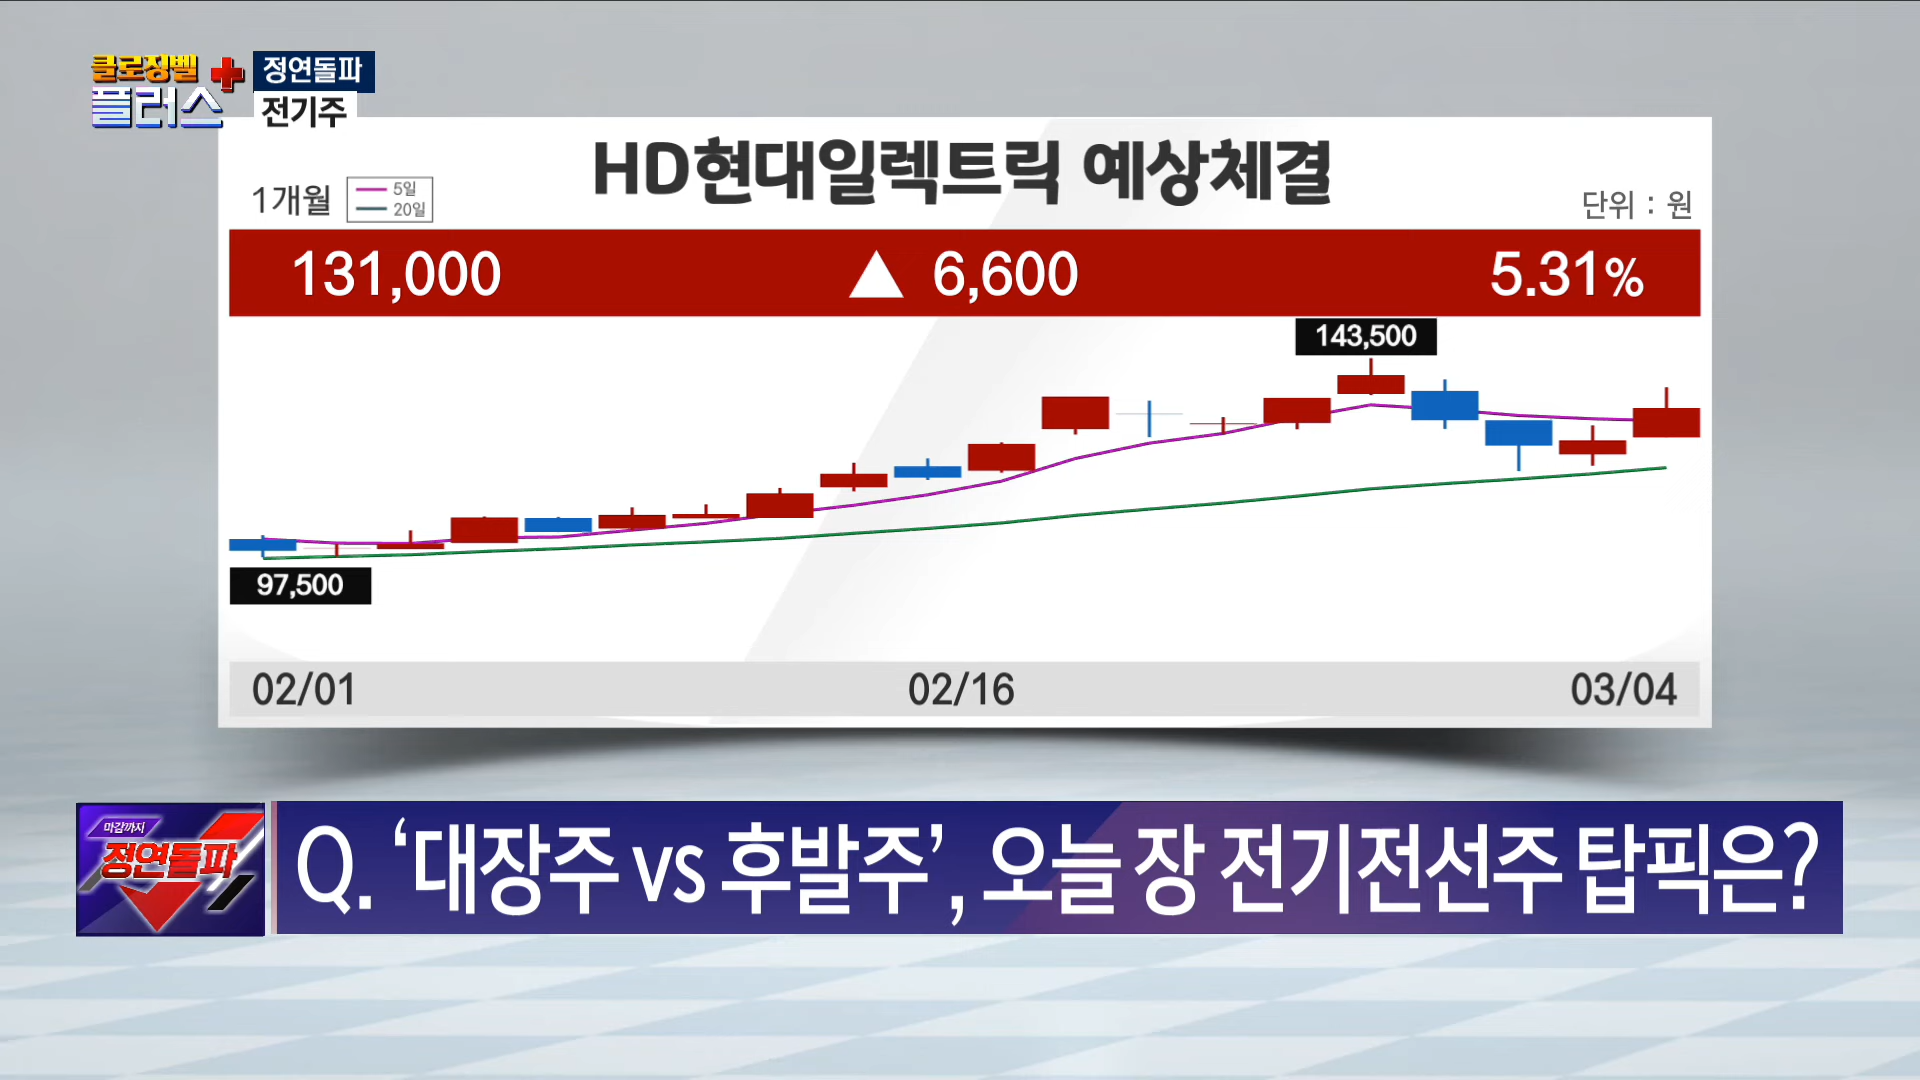 클로징벨
플러스
정연돌파
전기주
HD현대일렉트릭 예상체결
1개월
5일
20일
단위 : 원
131,000 ▲ 6,600 5.31%
143,500
97,500
02/01 02/16 03/04
마감까지
정연돌파
Q. ‘대장주 vs 후발주’, 오늘 장 전기전선주 탑픽은?